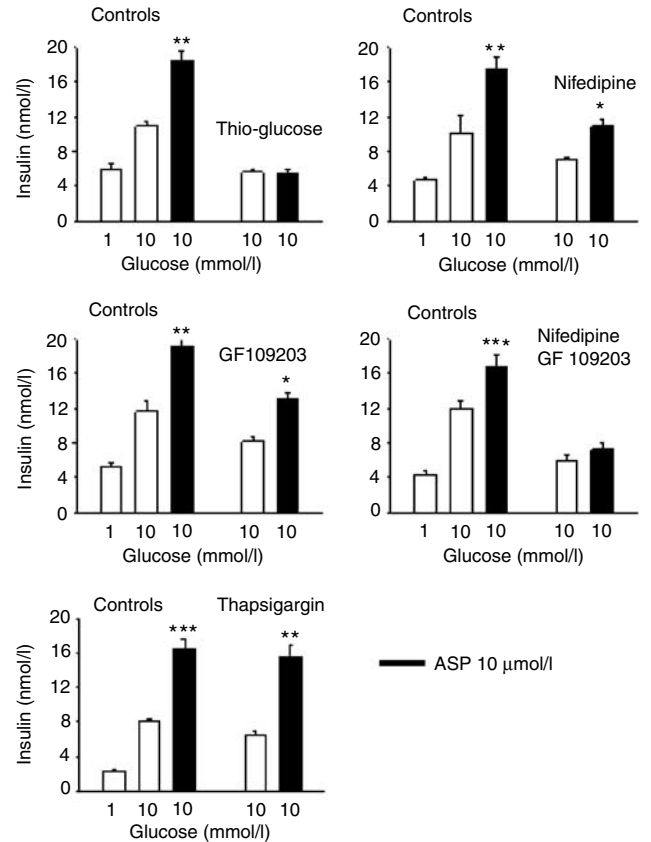 Controls
20
16
12
8
4
0
Insulin (nmol/l)
**
Thio-glucose
1 10 10 10 10
Glucose (mmol/l)
Controls
20
16
12
8
4
0
**
Nifedipine
*
1 10 10 10 10
Glucose (mmol/l)
Controls
20
16
12
8
4
0
Insulin (nmol/l)
**
GF109203
*
1 10 10 10 10
Glucose (mmol/l)
Controls
20
16
12
8
4
0
***
Nifedipine
GF 109203
1 10 10 10 10
Glucose (mmol/l)
Controls
Thapsigargin
20
16
12
8
4
0
Insulin (nmol/l)
***
**
1 10 10 10 10
Glucose (mmol/l)
ASP 10 μmol/l